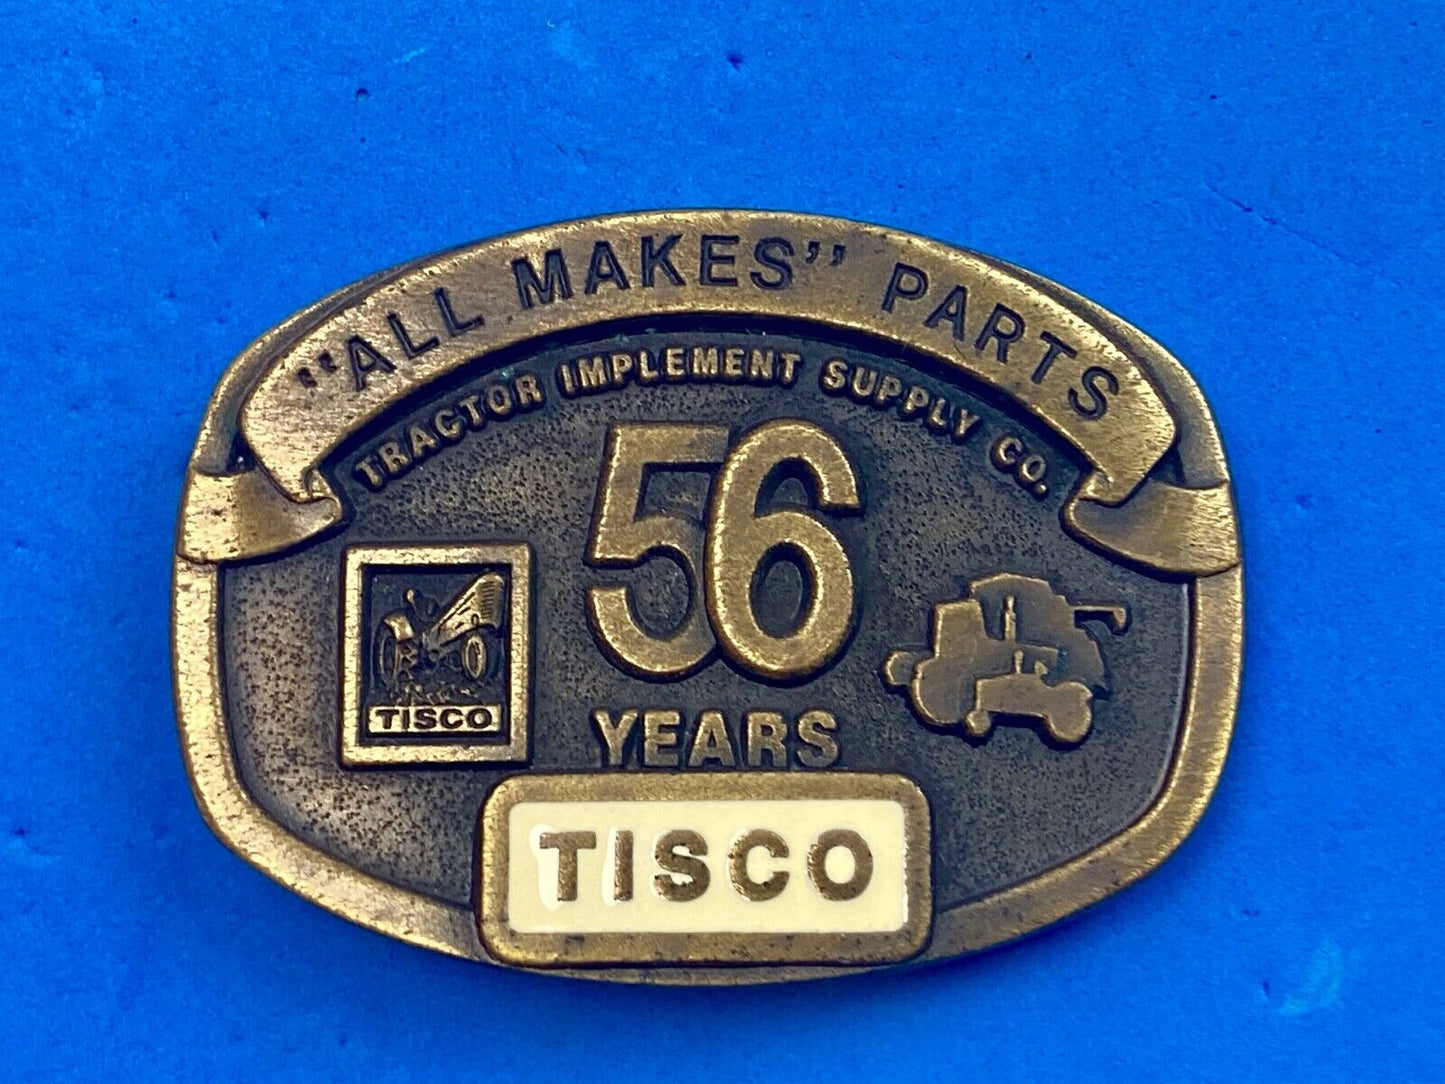 "ALL MAKES" PARTS
TRACTOR IMPLEMENT SUPPLY CO.
56
YEARS
TISCO
TISCO